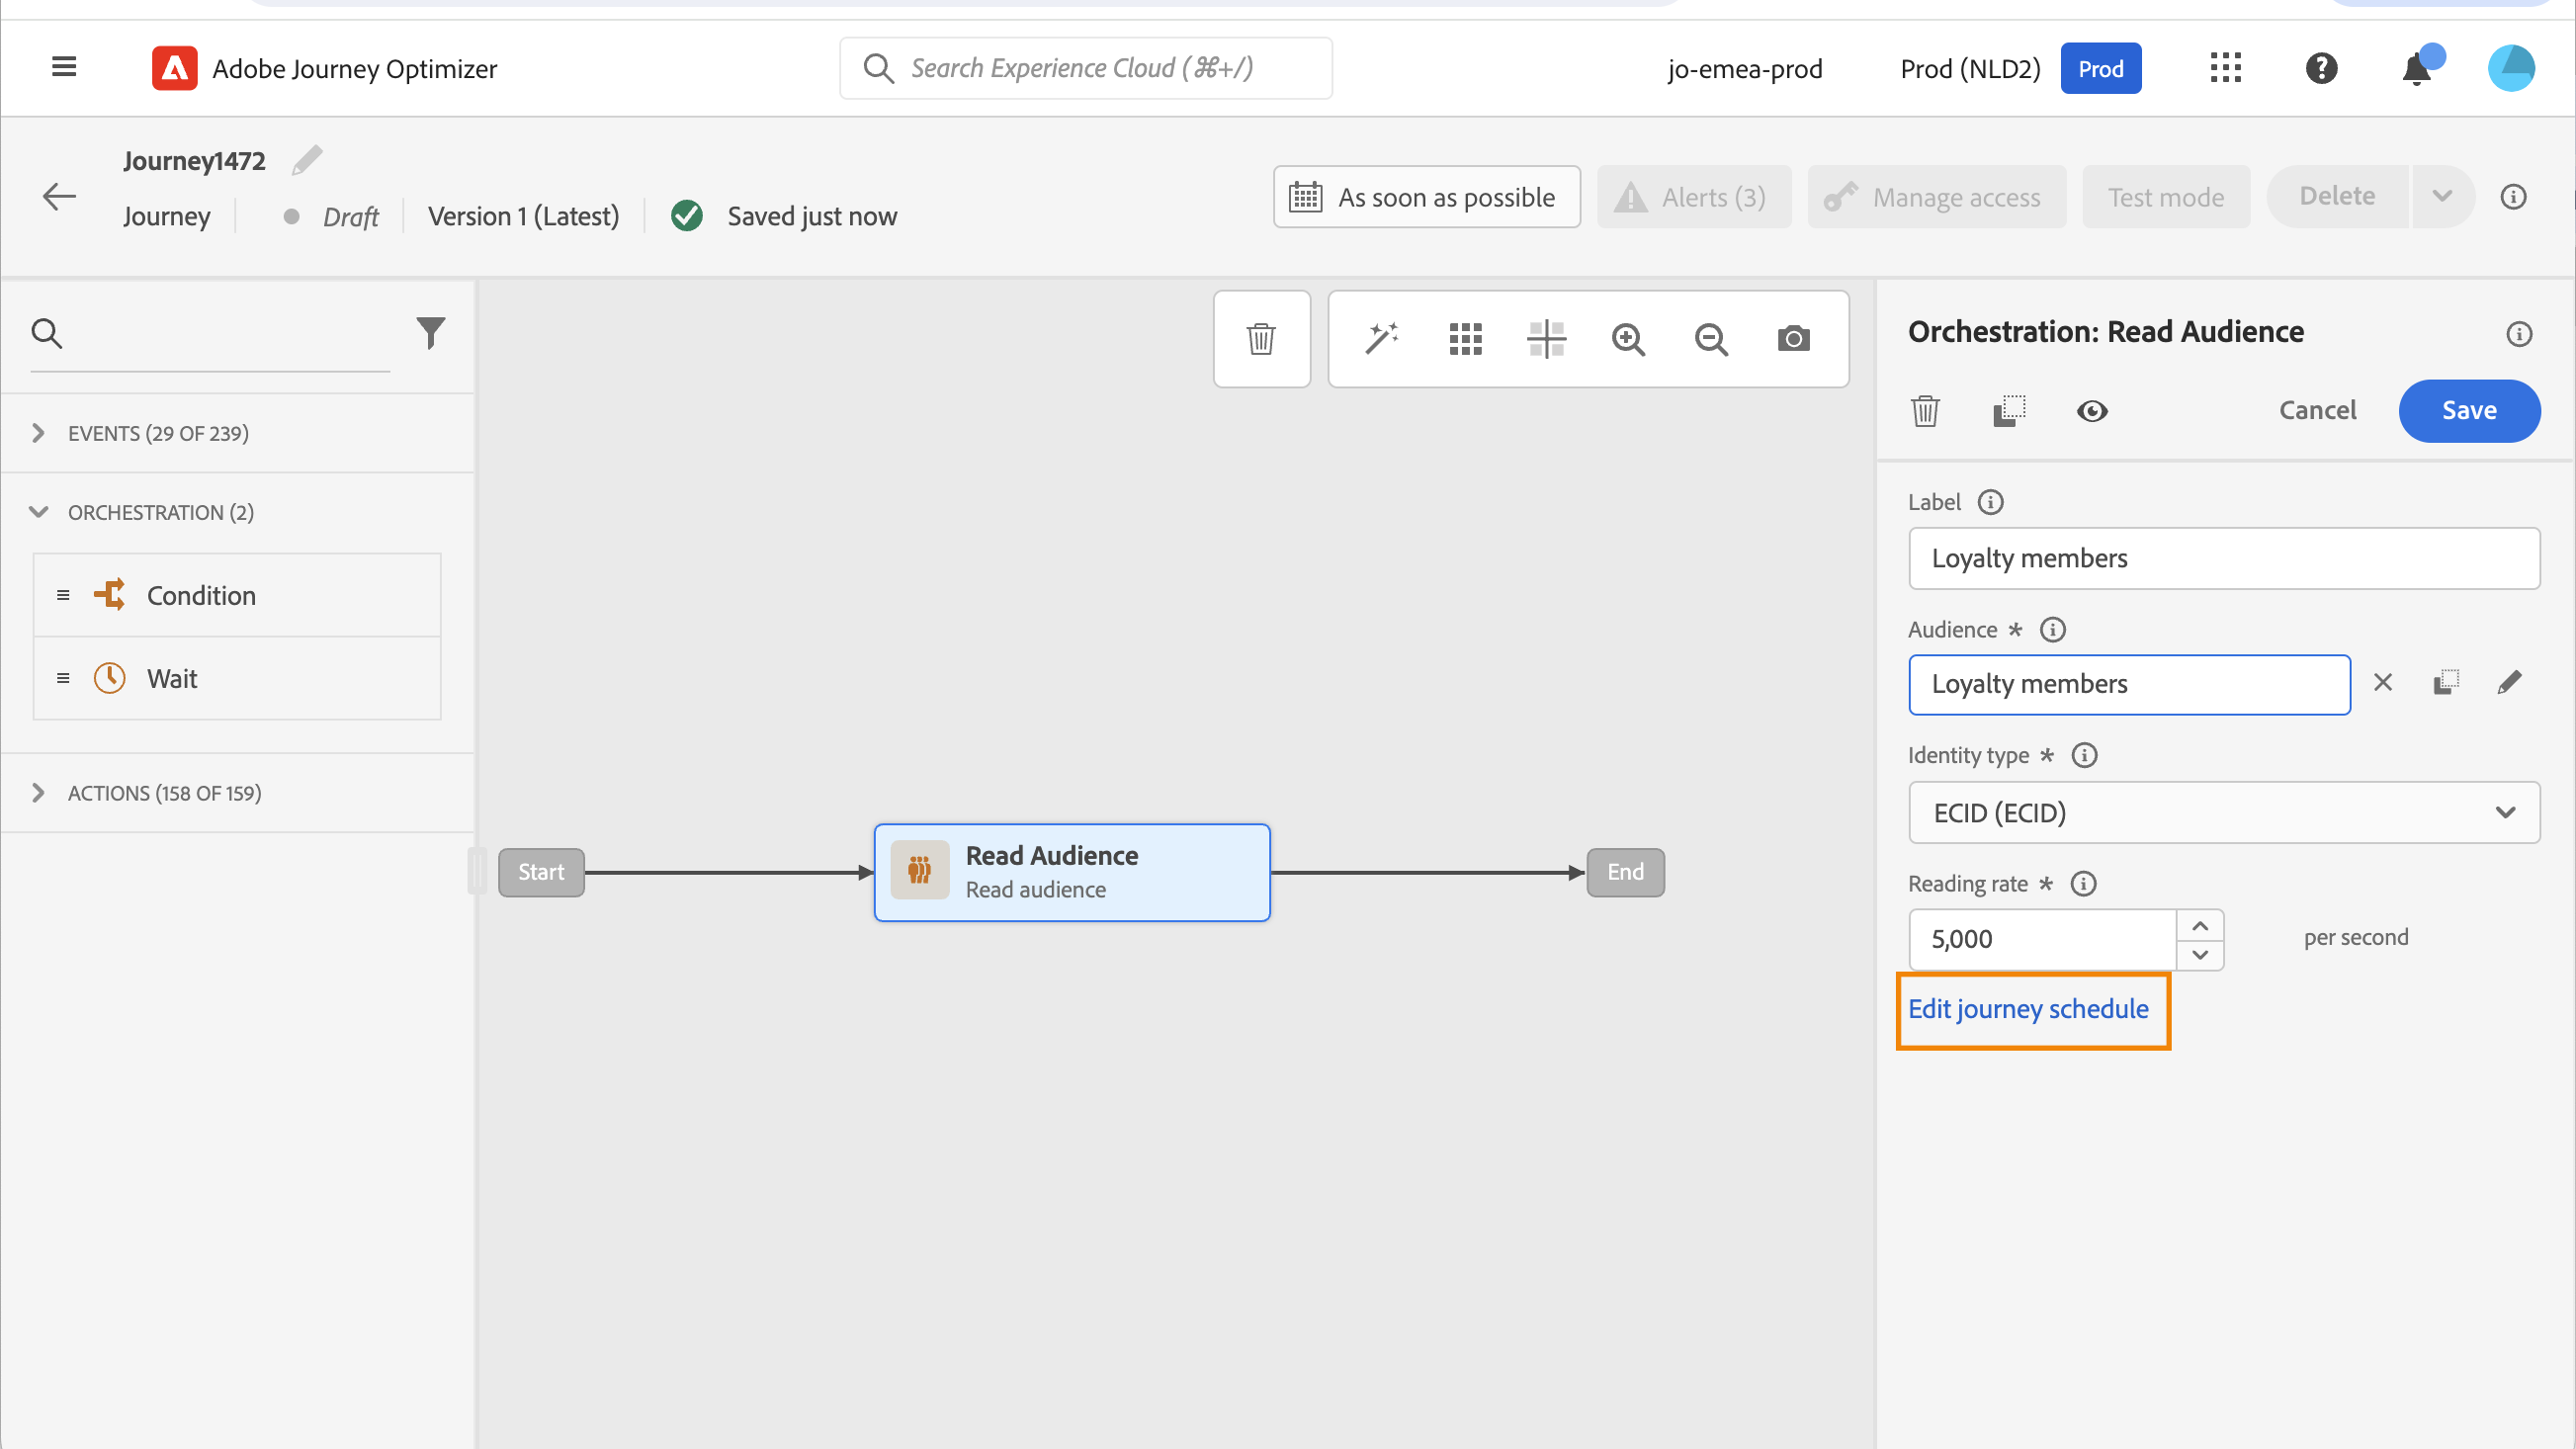 Adobe Journey Optimizer
Search Experience Cloud (⌘+/)
jo-emea-prod
Prod (NLD2)
Prod
Journey1472
Journey
Draft
Version 1 (Latest)
Saved just now
As soon as possible
Alerts (3)
Manage access
Test mode
Delete
EVENTS (29 OF 239)
ORCHESTRATION (2)
Condition
Wait
ACTIONS (158 OF 159)
Start
Read Audience
Read audience
End
Orchestration: Read Audience
Cancel
Save
Label
Loyalty members
Audience *
Loyalty members
Identity type *
ECID (ECID)
Reading rate *
5,000
per second
Edit journey schedule